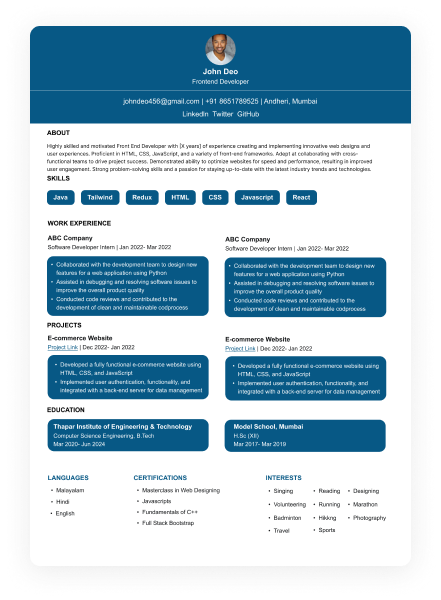 John Deo
Frontend Developer
johndeo456@gmail.com | +91 8651789525 | Andheri, Mumbai
LinkedIn Twitter GitHub
ABOUT
Highly skilled and motivated Front End Developer with [X years] of experience creating and implementing innovative web designs and
user experiences. Proficient in HTML, CSS, JavaScript, and a variety of front-end frameworks. Adept at collaborating with cross-
functional teams to drive project success. Demonstrated ability to optimize websites for speed and performance, resulting in improved
user engagement. Strong problem-solving skills and a passion for staying up-to-date with the latest industry trends and technologies.
SKILLS
Java Tailwind Redux HTML CSS Javascript React
WORK EXPERIENCE
ABC Company
Software Developer Intern | Jan 2022- Mar 2022
• Collaborated with the development team to design new
features for a web application using Python
• Assisted in debugging and resolving software issues to
improve the overall product quality
• Conducted code reviews and contributed to the
development of clean and maintainable codprocess
ABC Company
Software Developer Intern | Jan 2022- Mar 2022
• Collaborated with the development team to design new
features for a web application using Python
• Assisted in debugging and resolving software issues to
improve the overall product quality
• Conducted code reviews and contributed to the
development of clean and maintainable codprocess
PROJECTS
E-commerce Website
Project Link | Dec 2022- Jan 2022
• Developed a fully functional e-commerce website using
HTML, CSS, and JavaScript
• Implemented user authentication, functionality, and
integrated with a back-end server for data management
E-commerce Website
Project Link | Dec 2022- Jan 2022
• Developed a fully functional e-commerce website using
HTML, CSS, and JavaScript
• Implemented user authentication, functionality, and
integrated with a back-end server for data management
EDUCATION
Thapar Institute of Engineering & Technology
Computer Science Engineering, B.Tech
Mar 2020- Jun 2024
Model School, Mumbai
H.Sc (XII)
Mar 2017- Mar 2019
LANGUAGES
• Malayalam
• Hindi
• English
CERTIFICATIONS
• Masterclass in Web Designing
• Javascripts
• Fundamentals of C++
• Full Stack Bootstrap
INTERESTS
• Singing • Reading • Designing
• Volunteering • Running • Marathon
• Badminton • Hikkng • Photography
• Travel • Sports